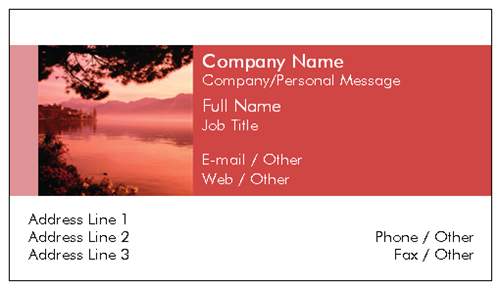 Company Name
Company/Personal Message
Full Name
Job Title
E-mail / Other
Web / Other
Address Line 1
Address Line 2
Address Line 3
Phone / Other
Fax / Other